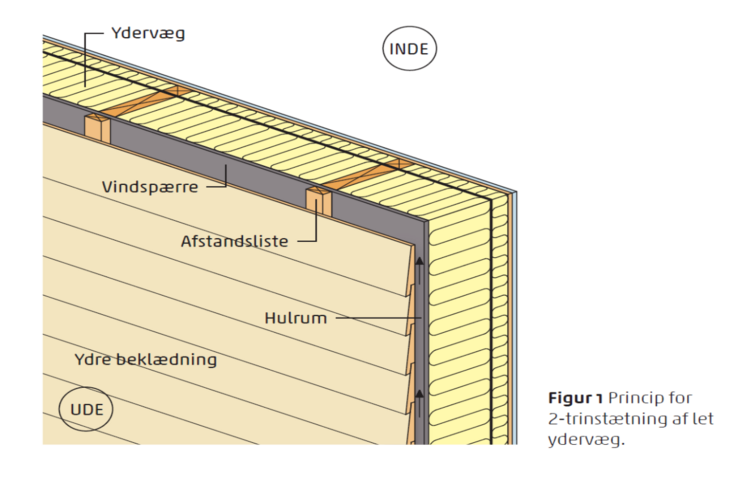 Ydervæg
INDE
Vindspærre
Afstandsliste
Hulrum
Ydre beklædning
UDE
Figur 1 Princip for
2-trinstætning af let
ydervæg.